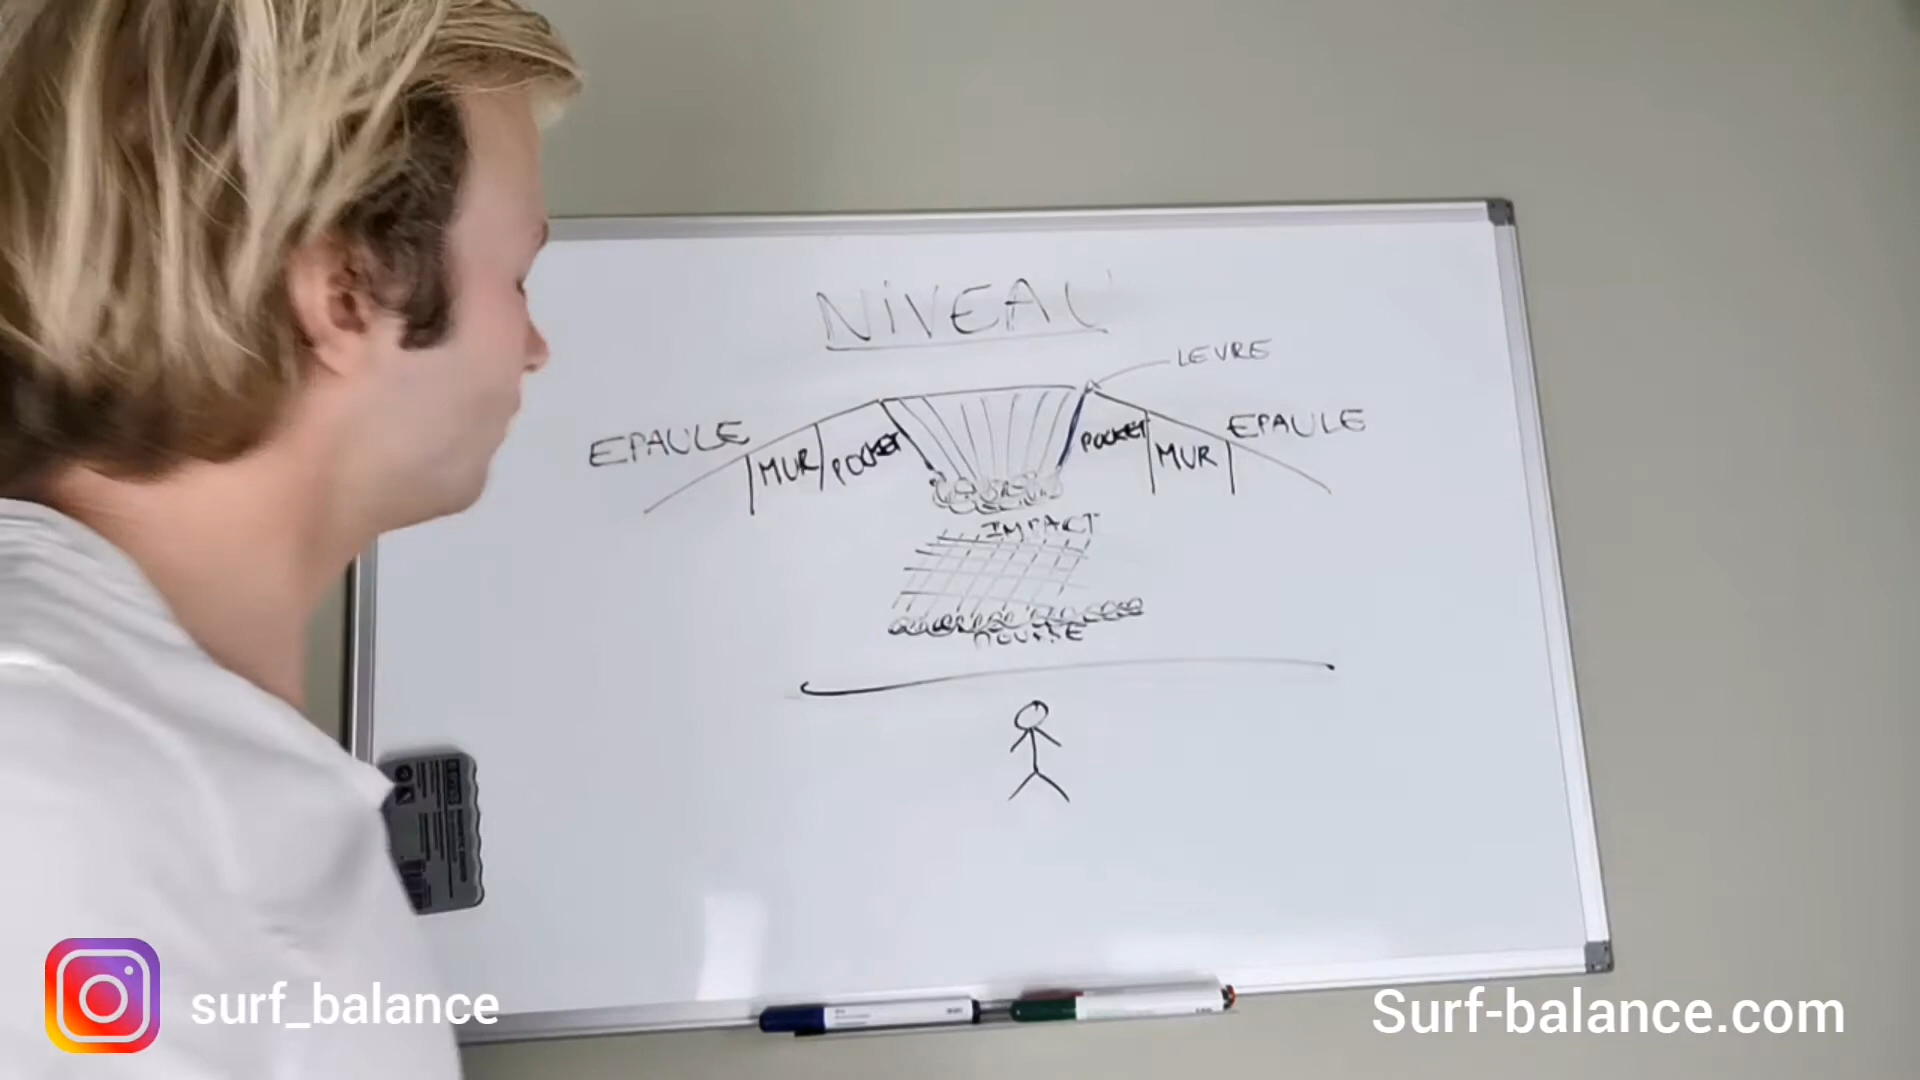 NIVEAU
LEVRE
EPAULE
MUR
POCKET
POCKET
MUR
EPAULE
IMPACT
MOUSSE
surf_balance
Surf-balance.com